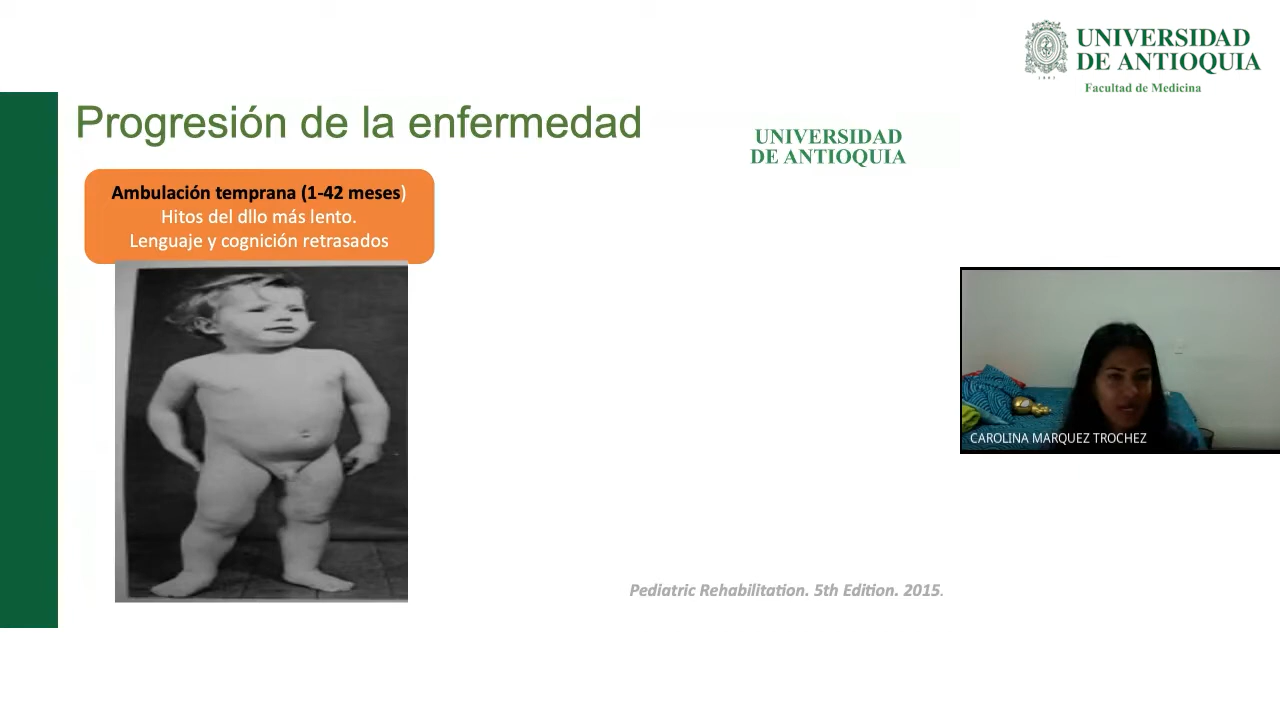 UNIVERSIDAD
DE ANTIOQUIA
1803
Facultad de Medicina
Progresión de la enfermedad
UNIVERSIDAD
DE ANTIOQUIA
Ambulación temprana (1-42 meses)
Hitos del dllo más lento.
Lenguaje y cognición retrasados
CAROLINA MARQUEZ TROCHEZ
Pediatric Rehabilitation. 5th Edition. 2015.